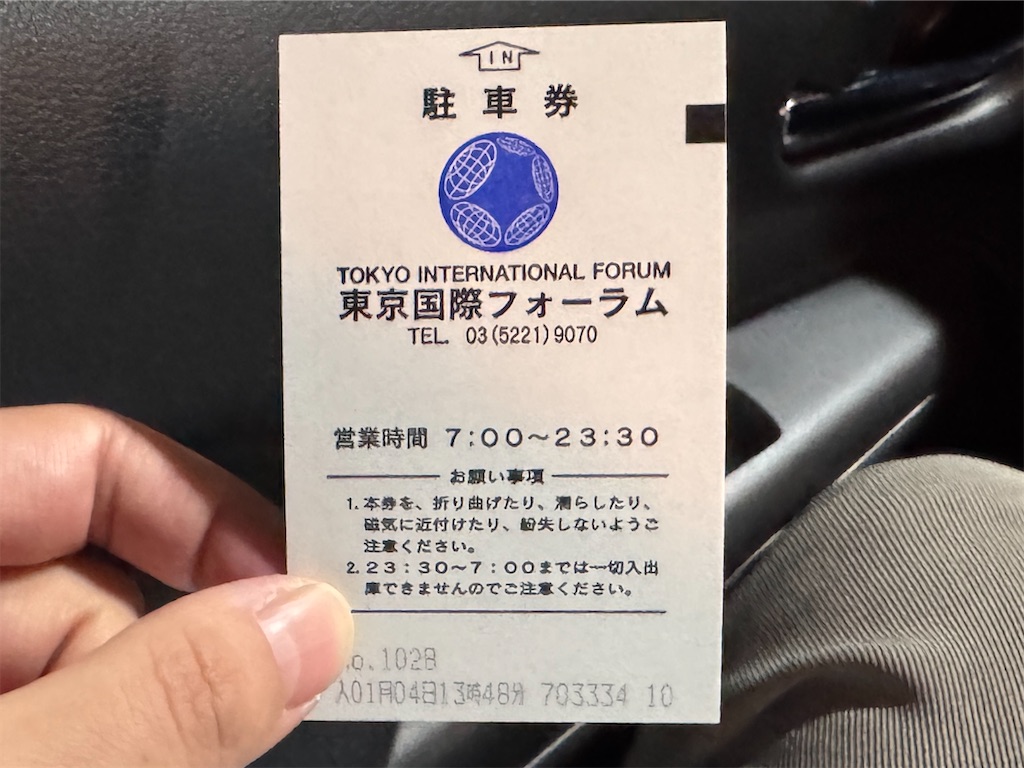 IN
駐車券
TOKYO INTERNATIONAL FORUM
東京国際フォーラム
TEL. 03(5221)9070
営業時間 7:00～23:30
お願い事項
1. 本券を、折り曲げたり、濡らしたり、
磁気に近付けたり、紛失しないようご
注意ください。
2. 23:30～7:00までは一切入出
庫できませんのでご注意ください。
o.1028
入01月04日13時48分 703334 10